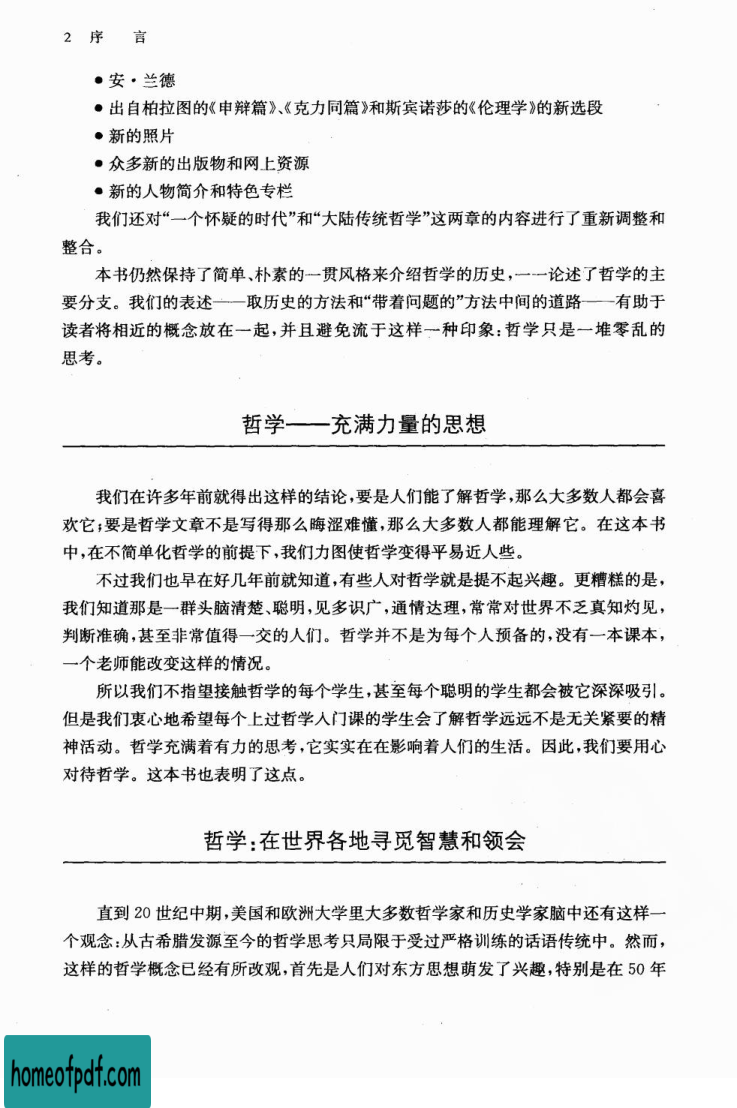 2 序 言
●安·兰德
●出自柏拉图的《申辩篇》、《克力同篇》和斯宾诺莎的《伦理学》的新选段
●新的照片
●众多新的出版物和网上资源
●新的人物简介和特色专栏
我们还对“一个怀疑的时代”和“大陆传统哲学”这两章的内容进行了重新调整和
整合。
本书仍然保持了简单、朴素的一贯风格来介绍哲学的历史,一一论述了哲学的主
要分支。我们的表述——取历史的方法和“带着问题的”方法中间的道路——有助于
读者将相近的概念放在一起,并且避免流于这样一种印象:哲学只是一堆零乱的
思考。
哲学——充满力量的思想
我们在许多年前就得出这样的结论,要是人们能了解哲学,那么大多数人都会喜
欢它;要是哲学文章不是写得那么晦涩难懂,那么大多数人都能理解它。在这本书
中,在不简单化哲学的前提下,我们力图使哲学变得平易近人些。
不过我们也早在好几年前就知道,有些人对哲学就是提不起兴趣。更糟糕的是,
我们知道那是一群头脑清楚、聪明,见多识广,通情达理,常常对世界不乏真知灼见,
判断准确,甚至非常值得一交的人们。哲学并不是为每个人预备的,没有一本课本,
一个老师能改变这样的情况。
所以我们不指望接触哲学的每个学生,甚至每个聪明的学生都会被它深深吸引。
但是我们衷心地希望每个上过哲学入门课的学生会了解哲学远远不是无关紧要的精
神活动。哲学充满着有力的思考,它实实在在影响着人们的生活。因此,我们要用心
对待哲学。这本书也表明了这点。
哲学:在世界各地寻觅智慧和领会
直到 20 世纪中期,美国和欧洲大学里大多数哲学家和历史学家脑中还有这样一
个观念:从古希腊发源至今的哲学思考只局限于受过严格训练的话语传统中。然而,
这样的哲学概念已经有所改观,首先是人们对东方思想萌发了兴趣,特别是在 50 年
homeofpdf.com